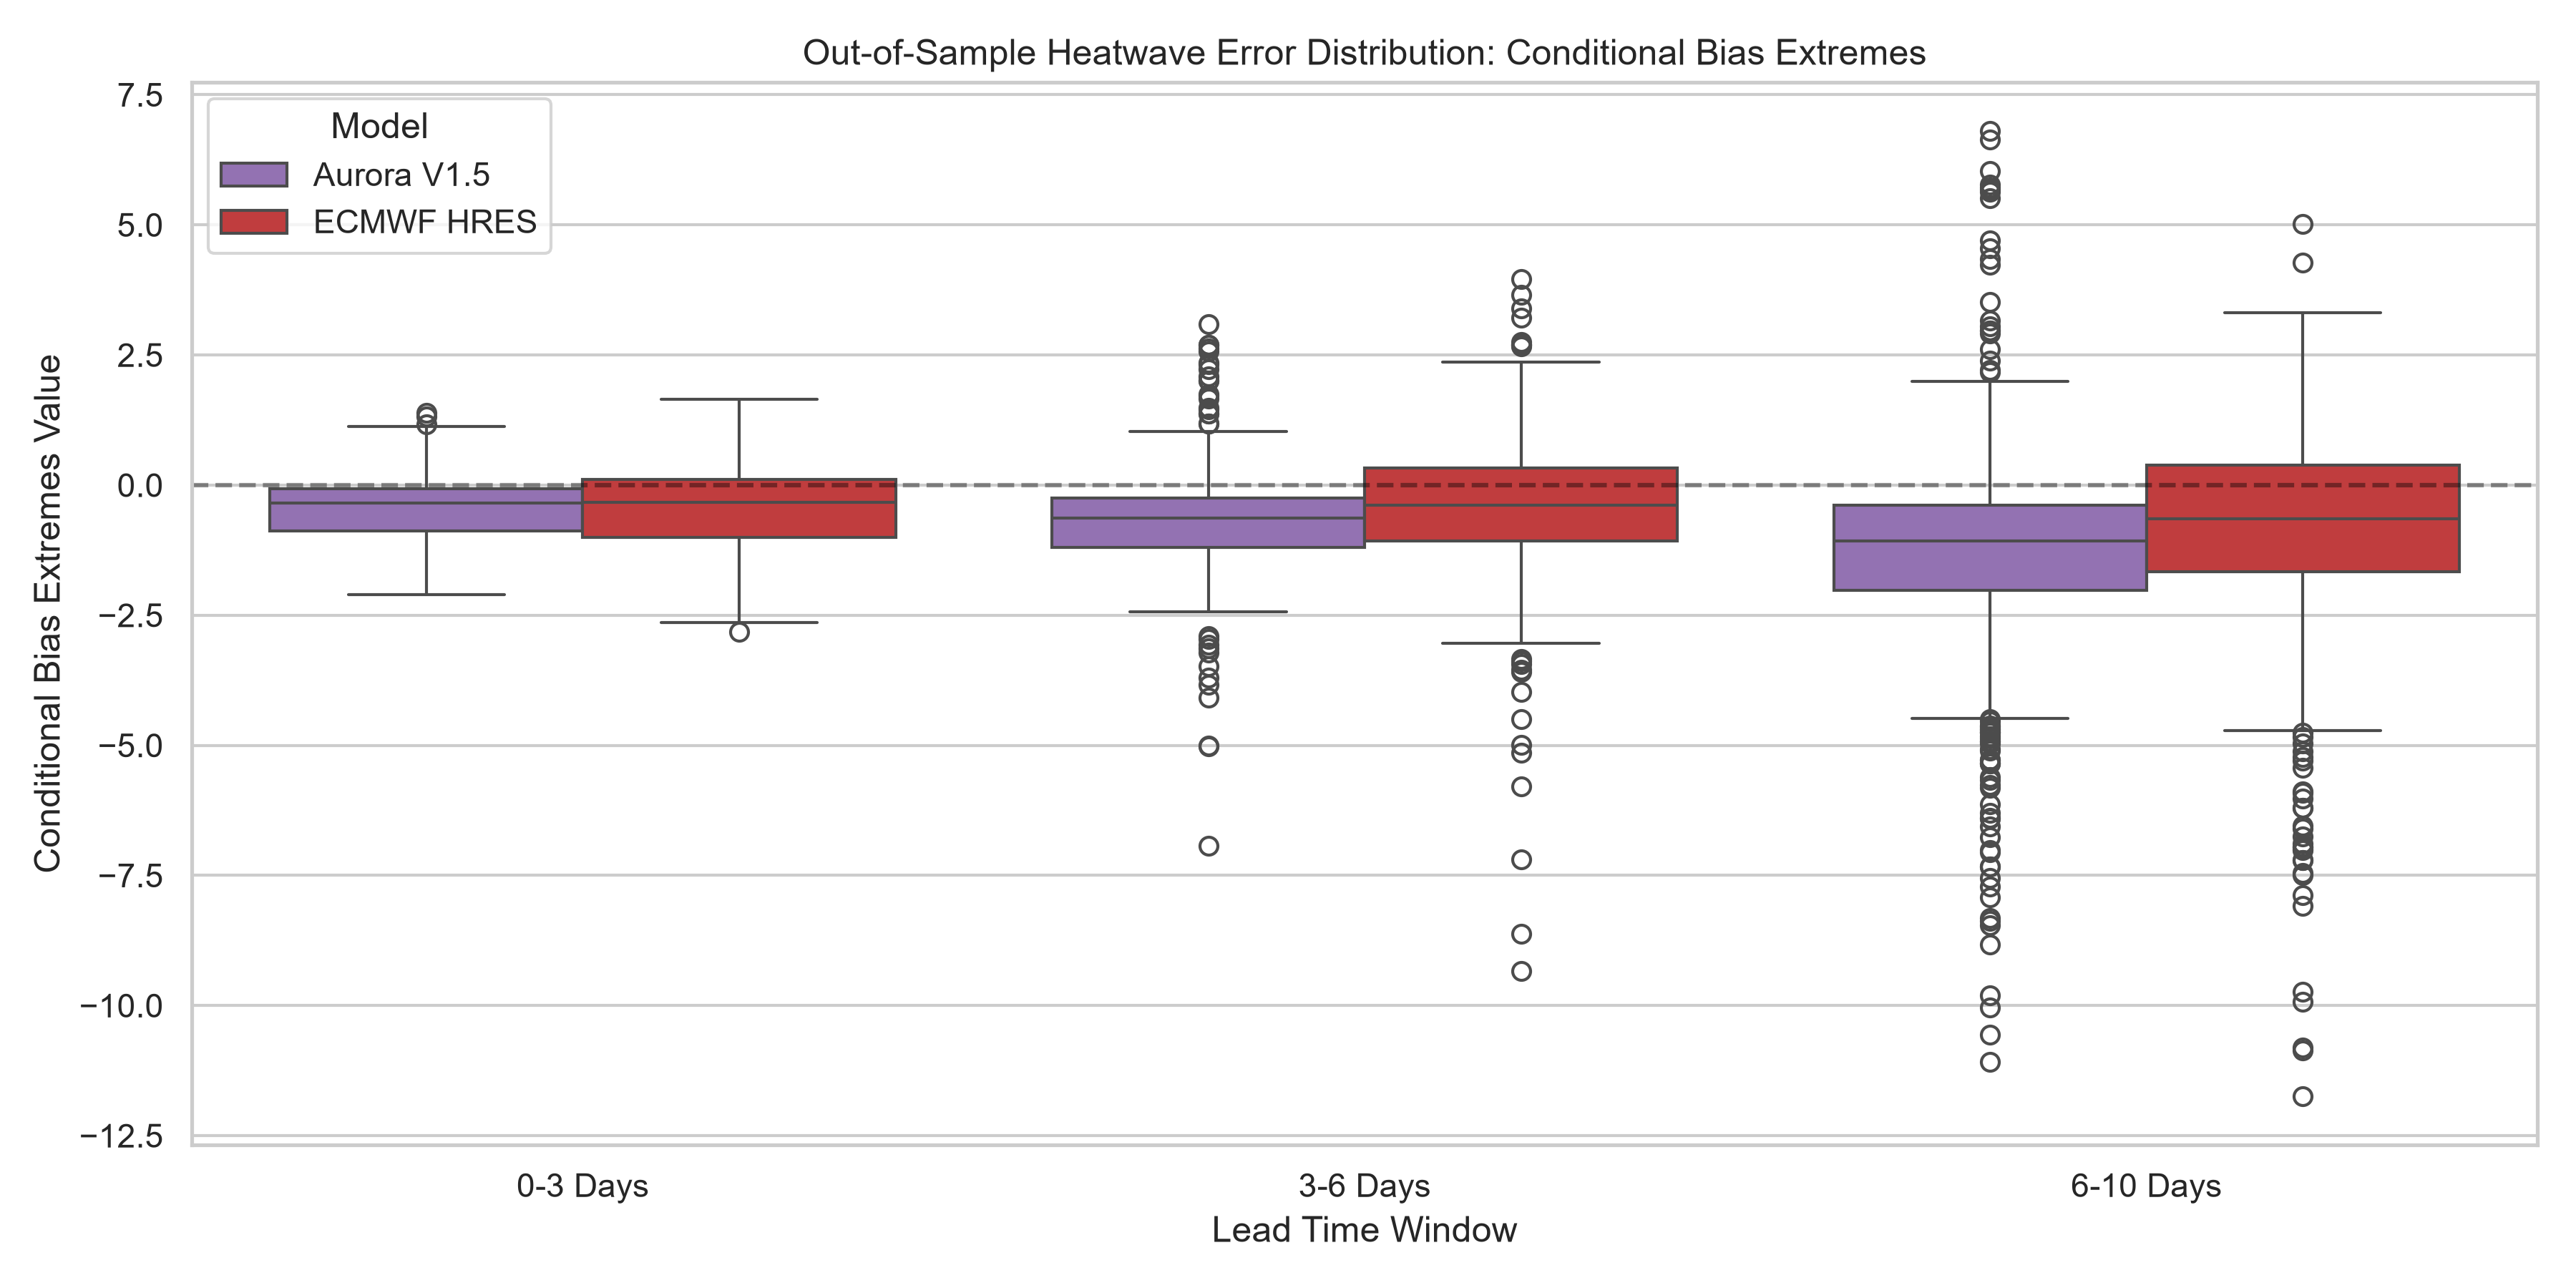 Out-of-Sample Heatwave Error Distribution: Conditional Bias Extremes
Conditional Bias Extremes Value
7.5
5.0
2.5
0.0
−2.5
−5.0
−7.5
−10.0
−12.5
Model
Aurora V1.5
ECMWF HRES
0-3 Days
3-6 Days
6-10 Days
Lead Time Window